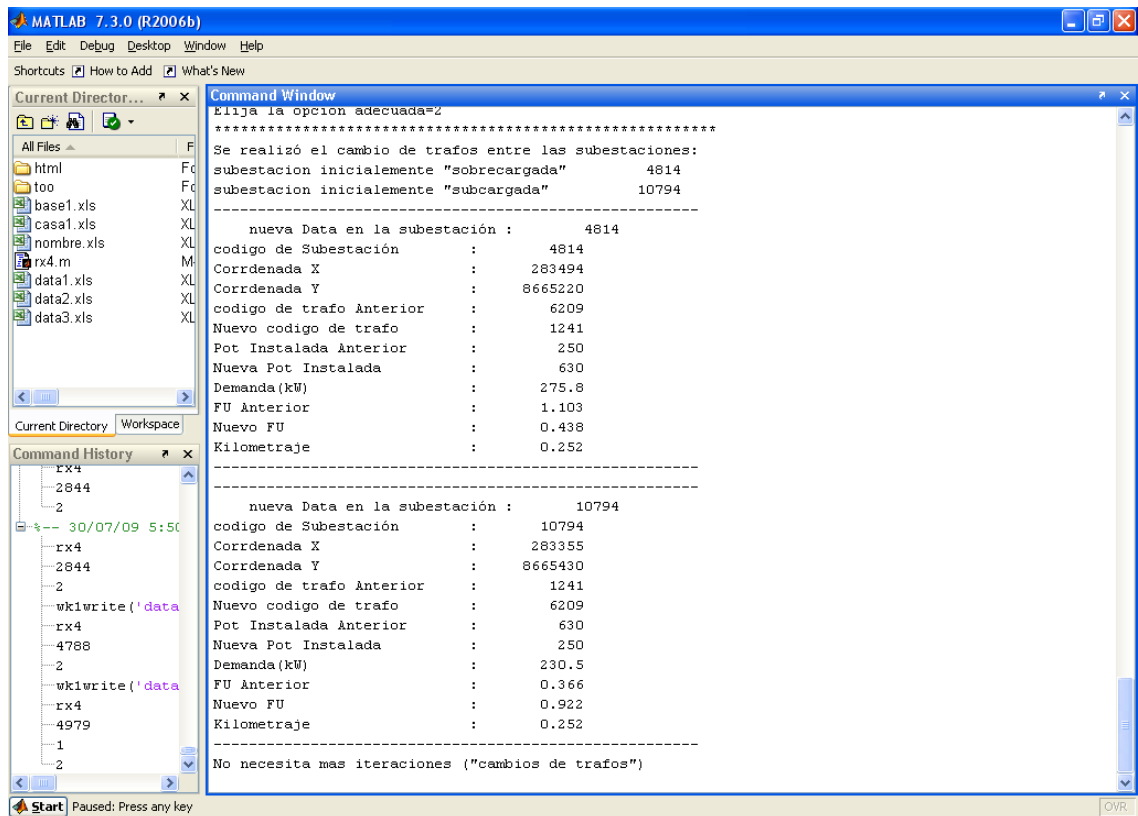 MATLAB 7.3.0 (R2006b)
File Edit Debug Desktop Window Help
Shortcuts How to Add What's New
Current Director...
All Files F
html Fo
too Fo
base1.xls XL
casa1.xls XL
nombre.xls XL
rx4.m M-
data1.xls XL
data2.xls XL
data3.xls XL
Current Directory Workspace
Command History
rx4
2844
2
%-- 30/07/09 5:50
rx4
2844
2
wk1write('data
rx4
4788
2
wk1write('data
rx4
4979
1
2
Command Window
Elija la opcion adecuada=2
*********************************************************
Se realizó el cambio de trafos entre las subestaciones:
subestacion inicialemente "sobrecargada" 4814
subestacion inicialemente "subcargada" 10794
-------------------------------------------------------
nueva Data en la subestación : 4814
codigo de Subestación : 4814
Corrdenada X : 283494
Corrdenada Y : 8665220
codigo de trafo Anterior : 6209
Nuevo codigo de trafo : 1241
Pot Instalada Anterior : 250
Nueva Pot Instalada : 630
Demanda(kW) : 275.8
FU Anterior : 1.103
Nuevo FU : 0.438
Kilometraje : 0.252
-------------------------------------------------------
-------------------------------------------------------
nueva Data en la subestación : 10794
codigo de Subestación : 10794
Corrdenada X : 283355
Corrdenada Y : 8665430
codigo de trafo Anterior : 1241
Nuevo codigo de trafo : 6209
Pot Instalada Anterior : 630
Nueva Pot Instalada : 250
Demanda(kW) : 230.5
FU Anterior : 0.366
Nuevo FU : 0.922
Kilometraje : 0.252
-------------------------------------------------------
No necesita mas iteraciones ("cambios de trafos")
Start Paused: Press any key
OVR